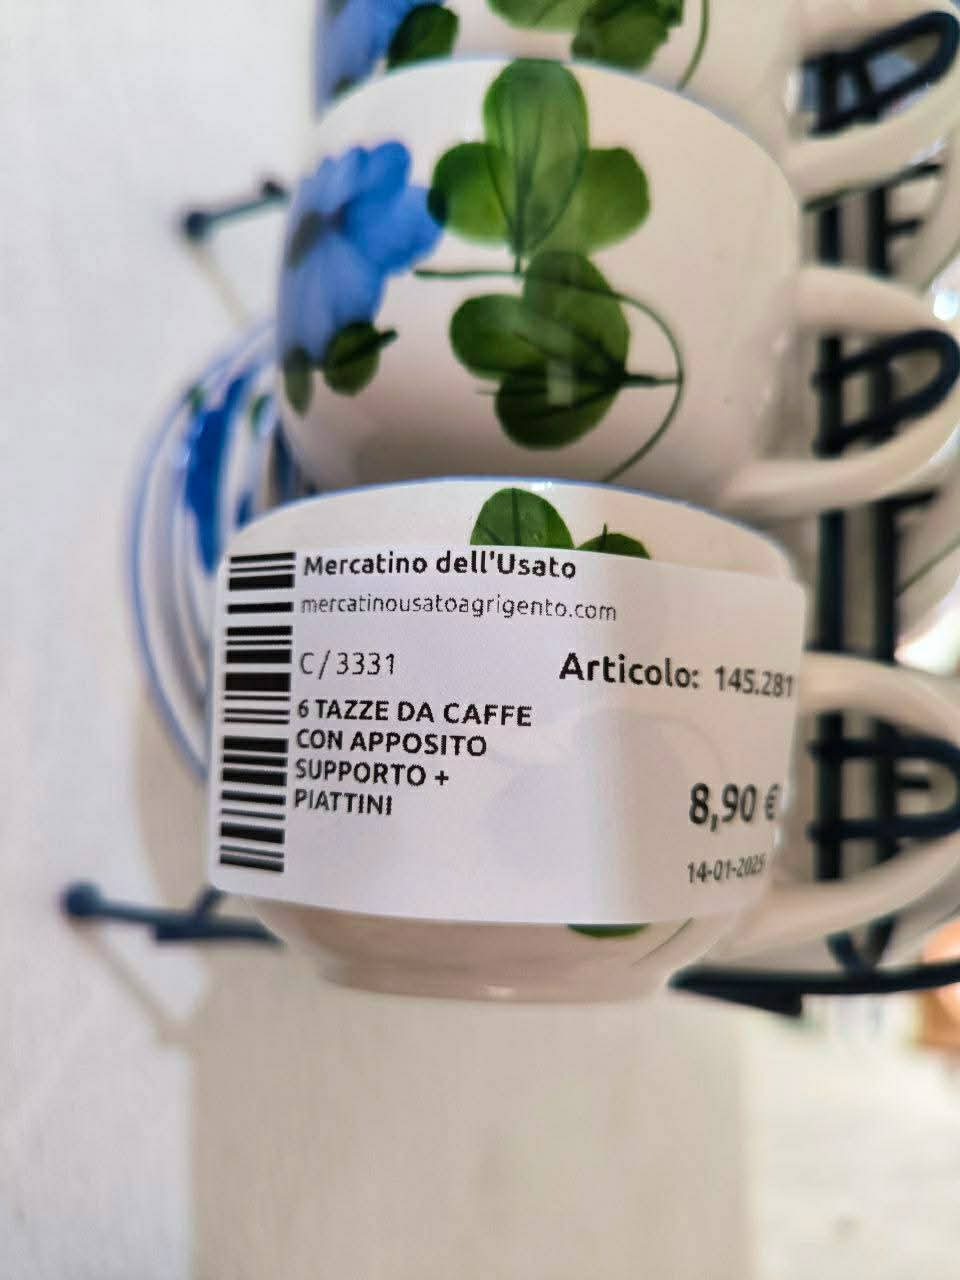 Mercatino dell'Usato
mercatinousatoagrigento.com
C/3331
Articolo: 145.281
6 TAZZE DA CAFFE
CON APPOSITO
SUPPORTO +
PIATTINI
8,90 €
14-01-2025